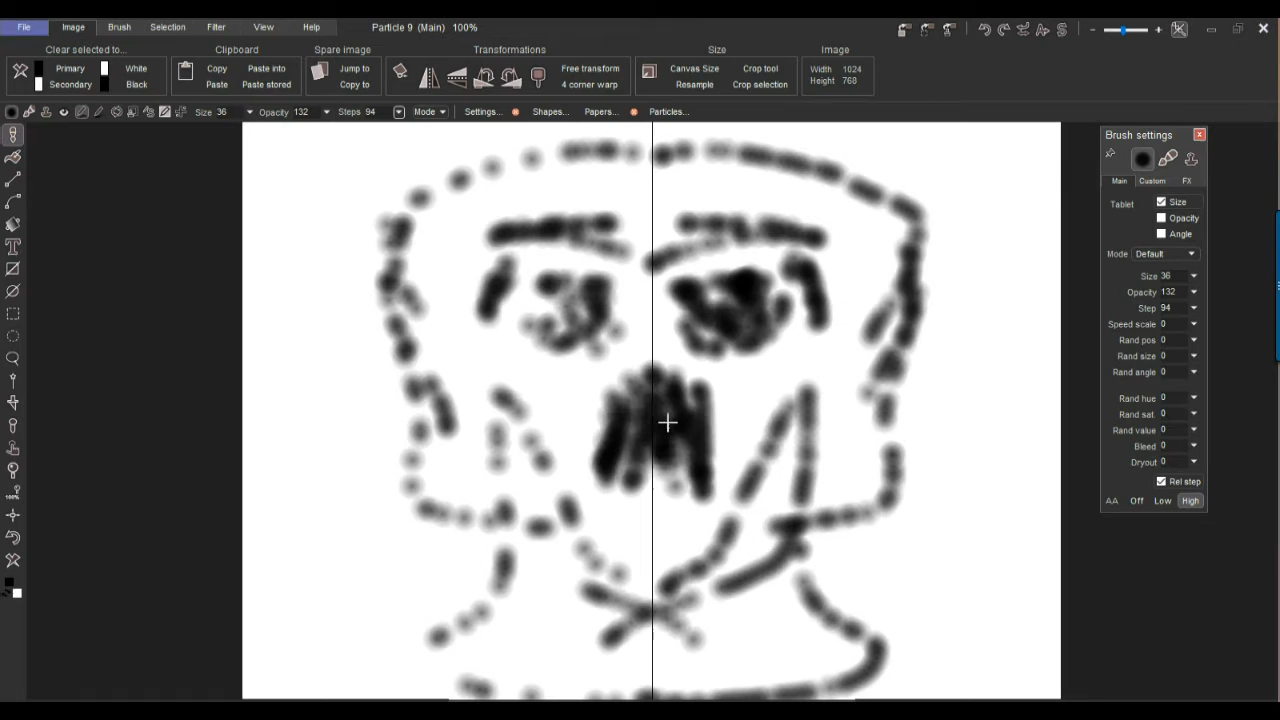 File Image Brush Selection Filter View Help Particle 9 (Main) 100%
Clear selected to... Clipboard Spare image Transformations Size Image
Primary White Copy Paste into Jump to Free transform Canvas Size Crop tool Width 1024
Secondary Black Paste Paste stored Copy to 4 corner warp Resample Crop selection Height 768
Size 36 Opacity 132 Steps 94 Mode Settings... Shapes... Papers... Particles...
Brush settings
Main Custom FX
Tablet Size
Opacity
Angle
Mode Default
Size 36
Opacity 132
Step 94
Speed scale 0
Rand pos 0
Rand size 0
Rand angle 0
Rand hue 0
Rand sat. 0
Rand value 0
Bleed 0
Dryout 0
Rel step
AA Off Low High
100%